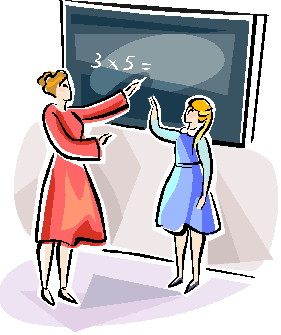 3 x 5 =